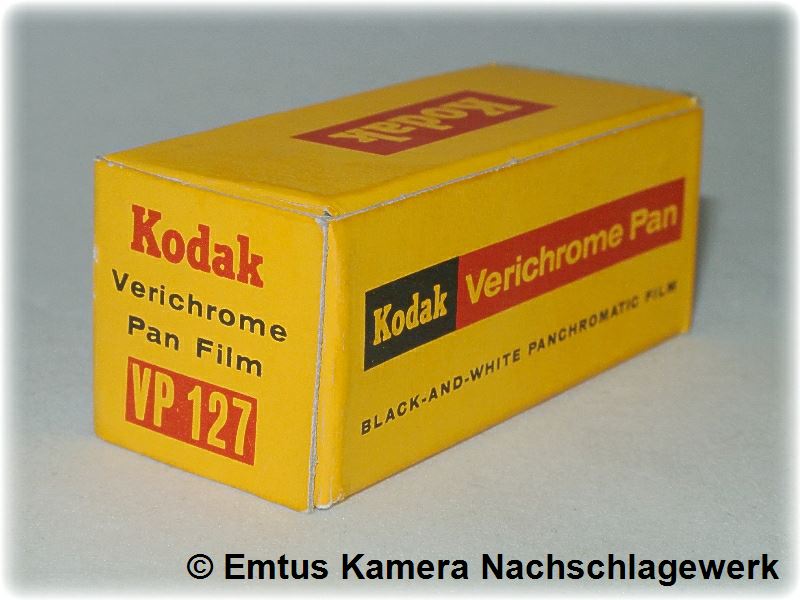 Kodak
Kodak
Verichrome
Pan Film
VP 127
Kodak Verichrome Pan
BLACK-AND-WHITE PANCHROMATIC FILM
© Emtus Kamera Nachschlagewerk